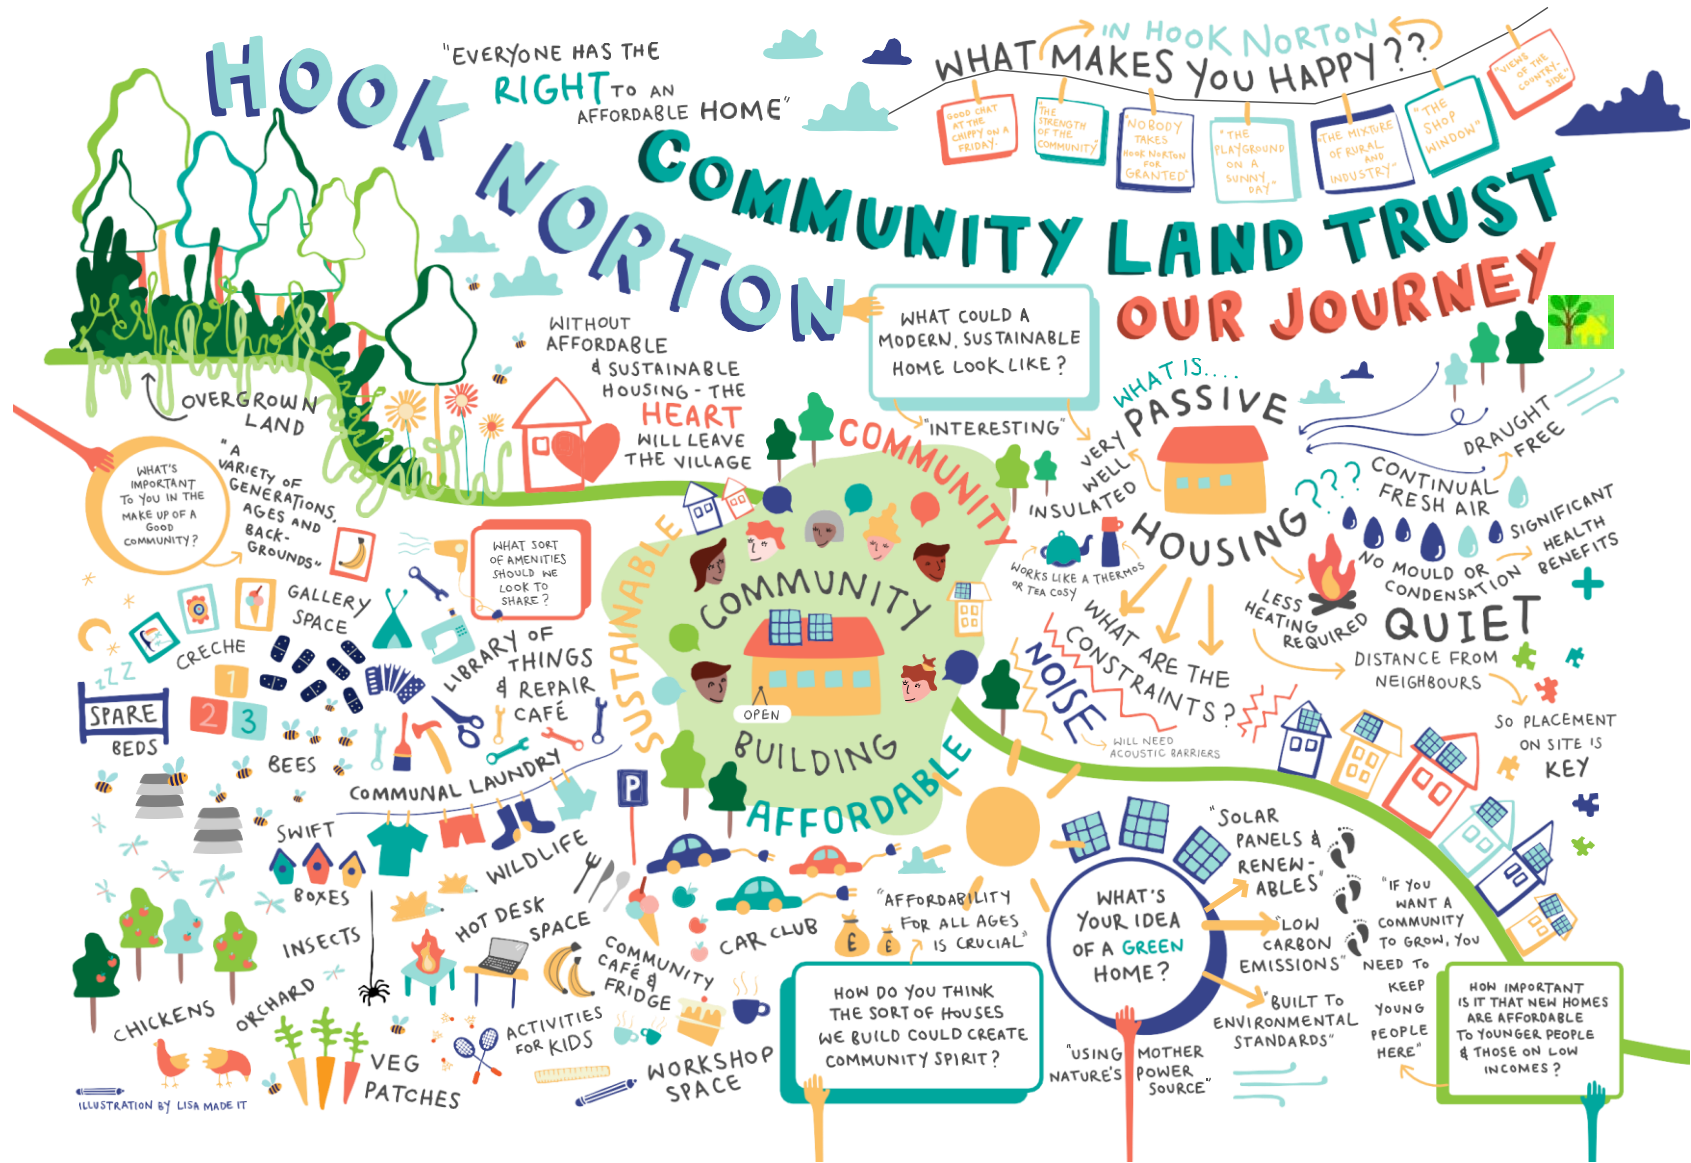 HOOK
NORTON
"EVERYONE HAS THE
RIGHT TO AN
AFFORDABLE HOME"
COMMUNITY LAND TRUST
OUR JOURNEY
IN HOOK NORTON
WHAT MAKES YOU HAPPY??
GOOD CHAT
AT THE
CHIPPY ON A
FRIDAY.
"THE
STRENGTH
OF THE
COMMUNITY"
"NOBODY
TAKES
HOOK NORTON
FOR
GRANTED"
"THE
PLAYGROUND
ON A
SUNNY
DAY"
"THE MIXTURE
OF RURAL
AND
INDUSTRY"
"THE
SHOP
WINDOW"
"VIEWS
OF THE
COUNTRY-
SIDE"
OVERGROWN
LAND
WITHOUT
AFFORDABLE
& SUSTAINABLE
HOUSING - THE
HEART
WILL LEAVE
THE VILLAGE
WHAT COULD A
MODERN, SUSTAINABLE
HOME LOOK LIKE?
"INTERESTING"
WHAT IS....
PASSIVE
HOUSING
???
VERY
WELL
INSULATED
WORKS LIKE A THERMOS
OR TEA COSY
DRAUGHT
FREE
CONTINUAL
FRESH AIR
SIGNIFICANT
HEALTH
BENEFITS
NO MOULD OR
CONDENSATION
LESS
HEATING
REQUIRED
QUIET
DISTANCE FROM
NEIGHBOURS
SO PLACEMENT
ON SITE IS
KEY
WHAT ARE THE
CONSTRAINTS?
NOISE
WILL NEED
ACOUSTIC BARRIERS
WHAT'S
IMPORTANT
TO YOU IN THE
MAKE UP OF A
GOOD
COMMUNITY?
"A
VARIETY OF
GENERATIONS,
AGES AND
BACK-
GROUNDS"
WHAT SORT
OF AMENITIES
SHOULD WE
LOOK TO
SHARE?
GALLERY
SPACE
CRECHE
zzz
SPARE
BEDS
1
2 3
LIBRARY OF
THINGS
& REPAIR
CAFÉ
BEES
COMMUNAL LAUNDRY
SWIFT
BOXES
WILDLIFE
INSECTS
HOT DESK
SPACE
ORCHARD
CHICKENS
VEG
PATCHES
ACTIVITIES
FOR KIDS
COMMUNITY
CAFÉ &
FRIDGE
WORKSHOP
SPACE
P
CAR CLUB
SUSTAINABLE
COMMUNITY
AFFORDABLE
COMMUNITY
OPEN
BUILDING
"AFFORDABILITY
FOR ALL AGES
IS CRUCIAL"
£
£
HOW DO YOU THINK
THE SORT OF HOUSES
WE BUILD COULD CREATE
COMMUNITY SPIRIT?
WHAT'S
YOUR IDEA
OF A GREEN
HOME?
"SOLAR
PANELS &
RENEW-
ABLES"
"LOW
CARBON
EMISSIONS"
"BUILT TO
ENVIRONMENTAL
STANDARDS"
"USING MOTHER
NATURE'S POWER
SOURCE"
"IF YOU
WANT A
COMMUNITY
TO GROW, YOU
NEED TO
KEEP
YOUNG
PEOPLE
HERE"
HOW IMPORTANT
IS IT THAT NEW HOMES
ARE AFFORDABLE
TO YOUNGER PEOPLE
& THOSE ON LOW
INCOMES?
ILLUSTRATION BY LISA MADE IT